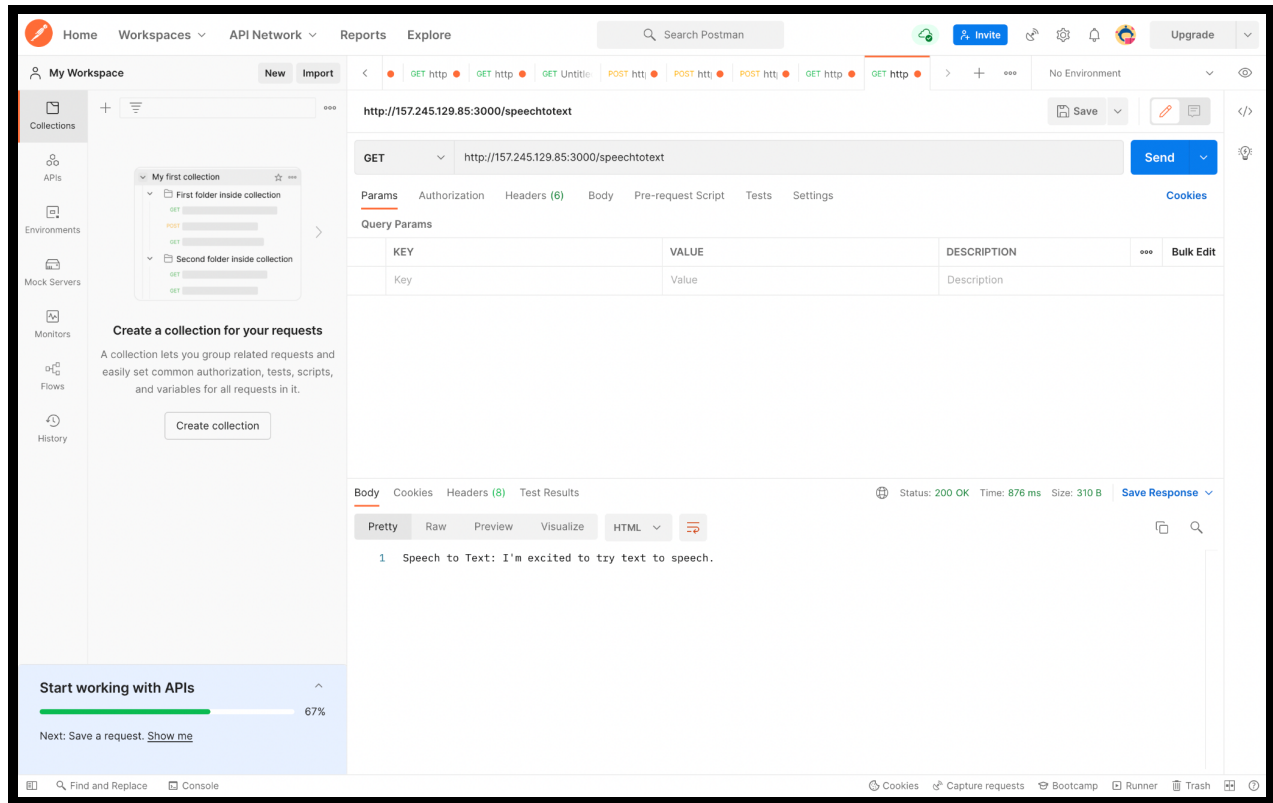 Home Workspaces API Network Reports Explore Search Postman Invite Upgrade
My Workspace New Import GET http GET http GET Untitle POST htt POST htt POST htt GET http GET http No Environment
Collections
APIs
Environments
Mock Servers
Monitors
Flows
History
My first collection
First folder inside collection
GET
POST
GET
Second folder inside collection
GET
GET
Create a collection for your requests
A collection lets you group related requests and
easily set common authorization, tests, scripts,
and variables for all requests in it.
Create collection
Start working with APIs
67%
Next: Save a request. Show me
http://157.245.129.85:3000/speechtotext Save
GET http://157.245.129.85:3000/speechtotext Send
Params Authorization Headers (6) Body Pre-request Script Tests Settings Cookies
Query Params
KEY VALUE DESCRIPTION Bulk Edit
Key Value Description
Body Cookies Headers (8) Test Results Status: 200 OK Time: 876 ms Size: 310 B Save Response
Pretty Raw Preview Visualize HTML
1 Speech to Text: I'm excited to try text to speech.
Find and Replace Console Cookies Capture requests Bootcamp Runner Trash